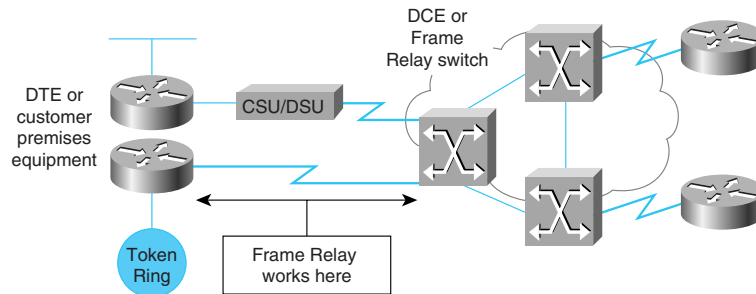 DCE or
Frame
Relay switch
CSU/DSU
DTE or
customer
premises
equipment
Token
Ring
Frame Relay
works here